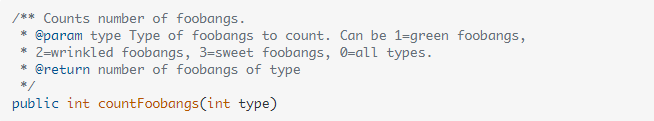 /** Counts number of foobangs.
 * @param type Type of foobangs to count. Can be 1=green foobangs,
 * 2=wrinkled foobangs, 3=sweet foobangs, 0=all types.
 * @return number of foobangs of type
 */
public int countFoobangs(int type)